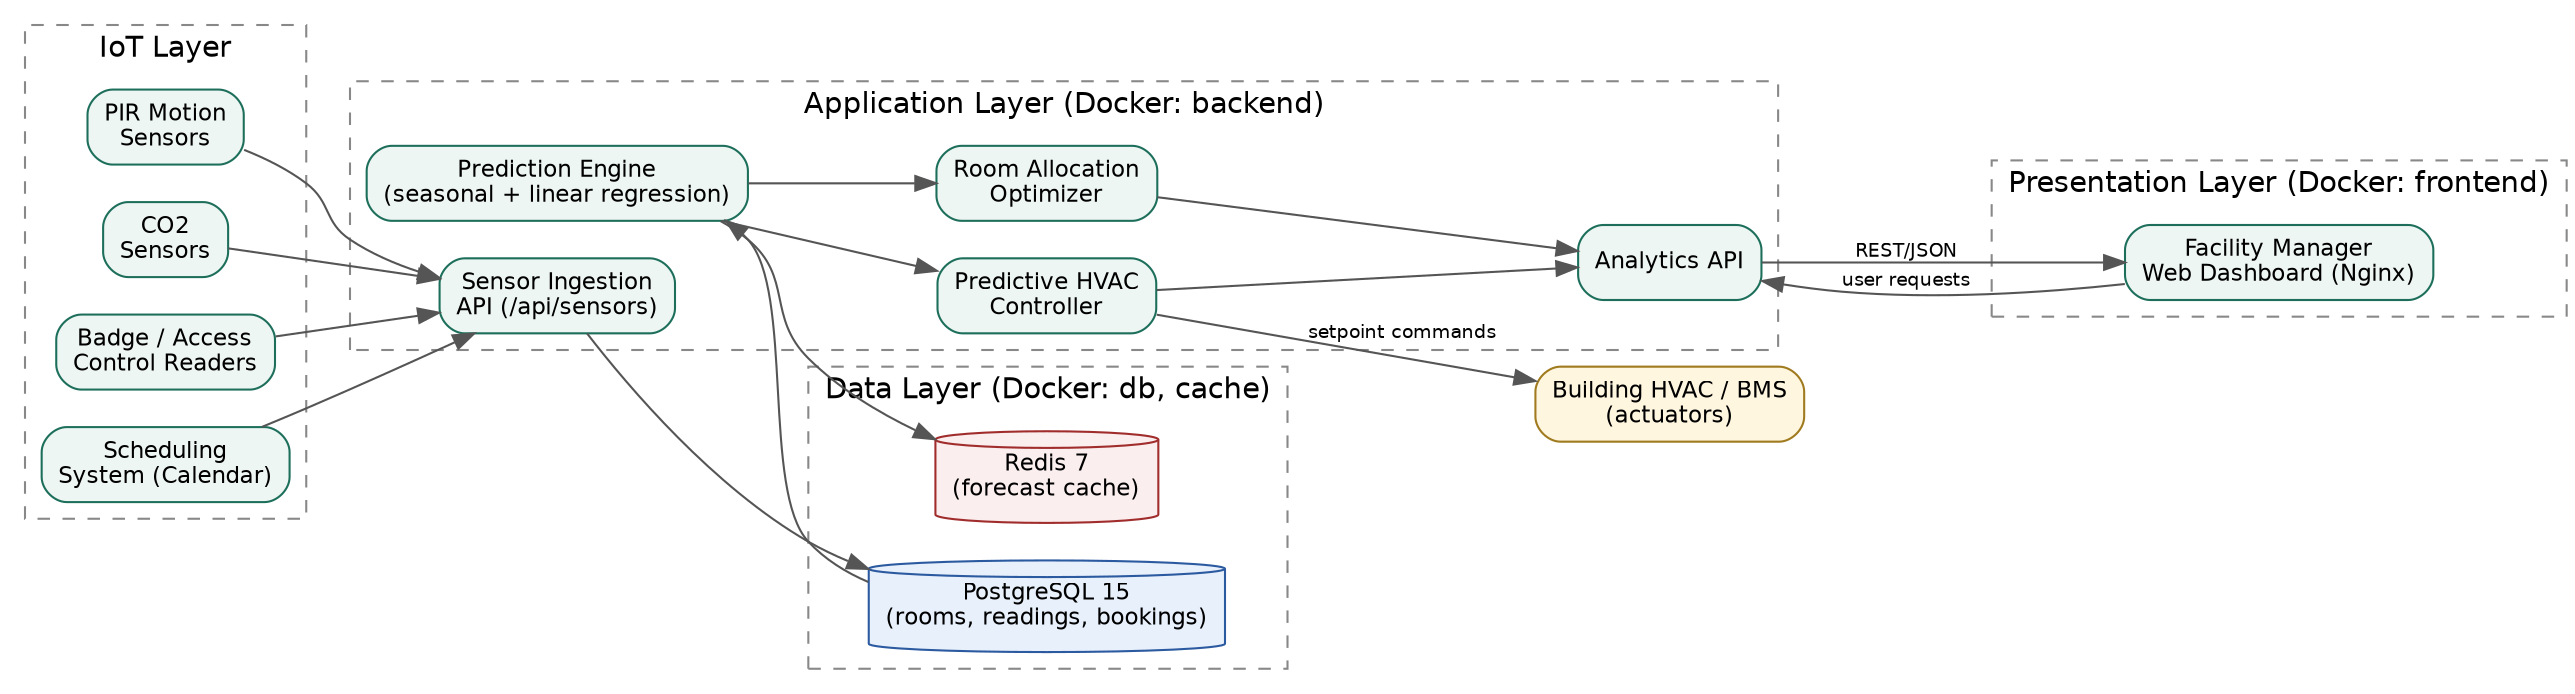 IoT Layer
PIR Motion
Sensors
CO2
Sensors
Badge / Access
Control Readers
Scheduling
System (Calendar)
Application Layer (Docker: backend)
Prediction Engine
(seasonal + linear regression)
Sensor Ingestion
API (/api/sensors)
Room Allocation
Optimizer
Predictive HVAC
Controller
Analytics API
setpoint commands
Data Layer (Docker: db, cache)
Redis 7
(forecast cache)
PostgreSQL 15
(rooms, readings, bookings)
Building HVAC / BMS
(actuators)
REST/JSON
user requests
Presentation Layer (Docker: frontend)
Facility Manager
Web Dashboard (Nginx)